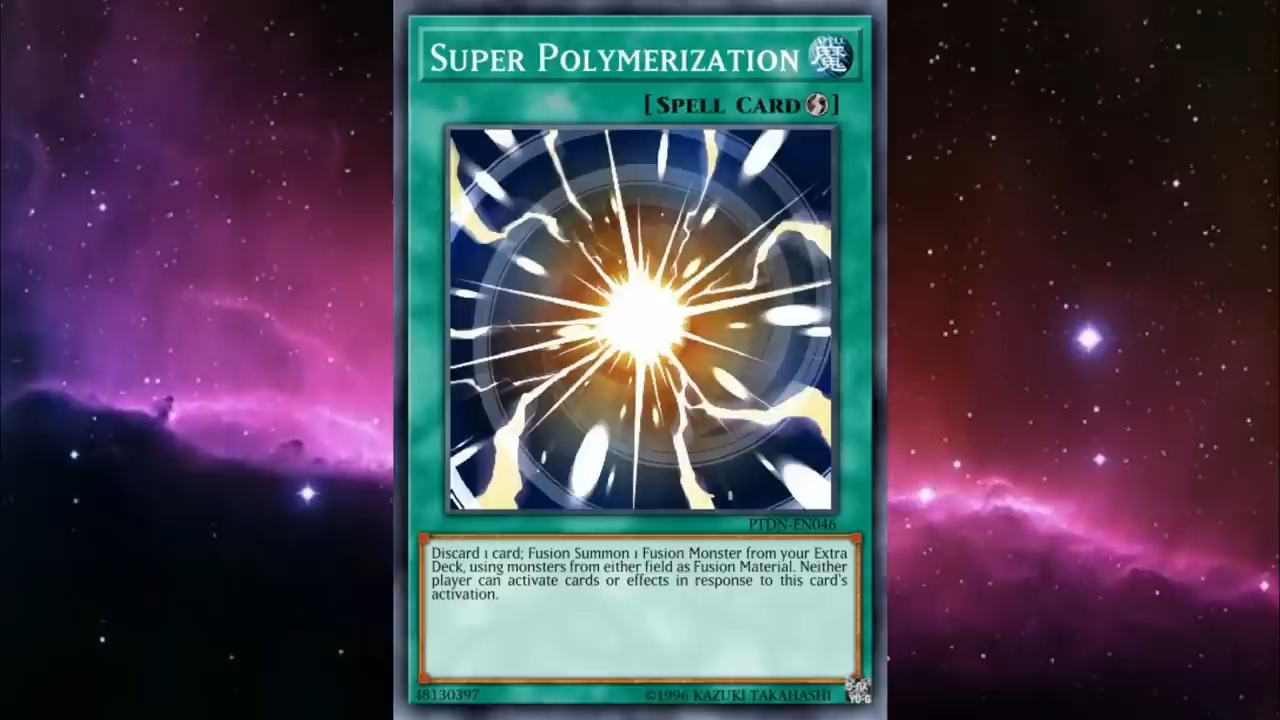 SUPER POLYMERIZATION 魔
[SPELL CARD]
PTDN-EN046
Discard 1 card; Fusion Summon 1 Fusion Monster from your Extra
Deck, using monsters from either field as Fusion Material. Neither
player can activate cards or effects in response to this card's
activation.
48130397
©1996 KAZUKI TAKAHASHI